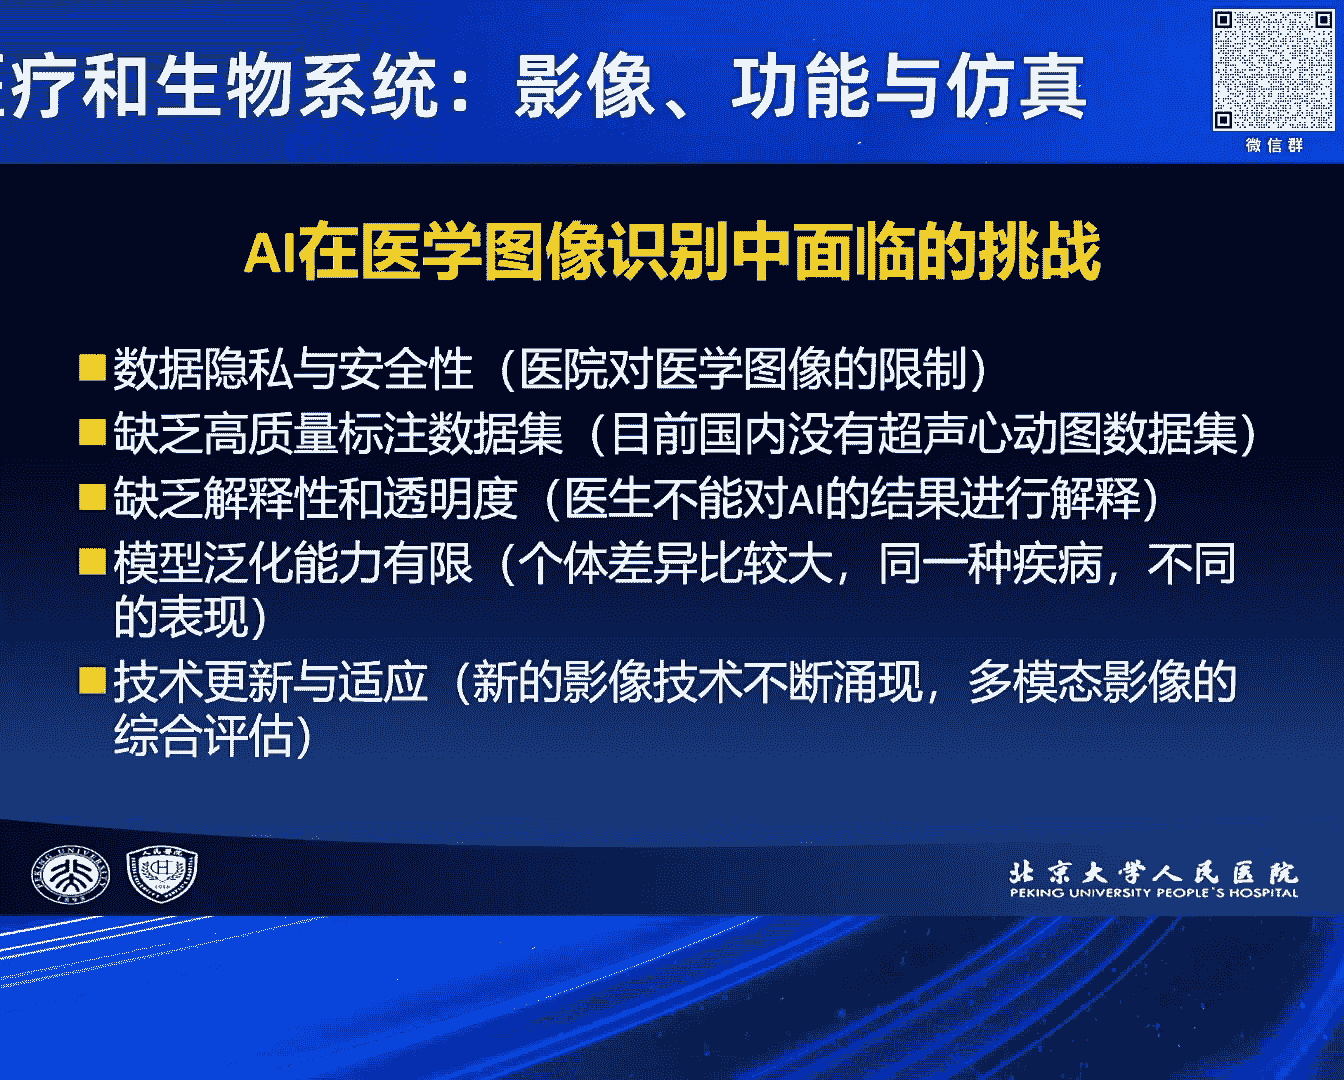 疗和生物系统：影像、功能与仿真
微信群
AI在医学图像识别中面临的挑战
数据隐私与安全性（医院对医学图像的限制）
缺乏高质量标注数据集（目前国内没有超声心动图数据集）
缺乏解释性和透明度（医生不能对AI的结果进行解释）
模型泛化能力有限（个体差异比较大，同一种疾病，不同
的表现）
技术更新与适应（新的影像技术不断涌现，多模态影像的
综合评估）
PEKING UNIVERSITY
1898
人民医院
北京大学人民医院
PEKING UNIVERSITY PEOPLE'S HOSPITAL